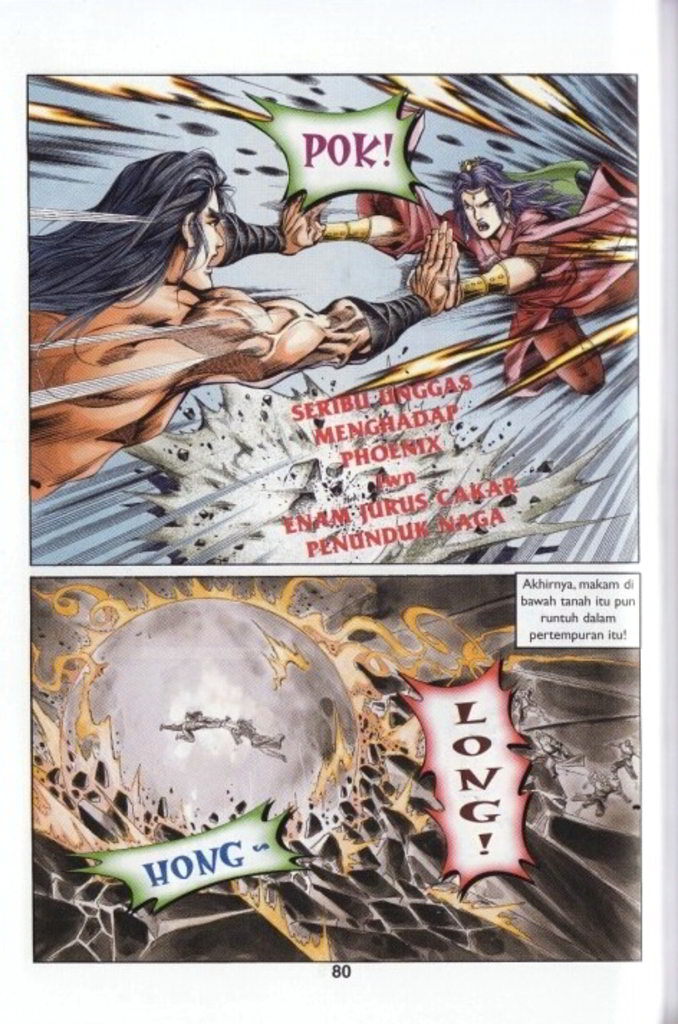 POK!
SERIBU UNGGAS
MENGHADAP
PHOENIX
lwn
ENAM JURUS CAKAR
PENUNDUK NAGA
Akhirnya, makam di
bawah tanah itu pun
runtuh dalam
pertempuran itu!
LONG!
HONG~
80